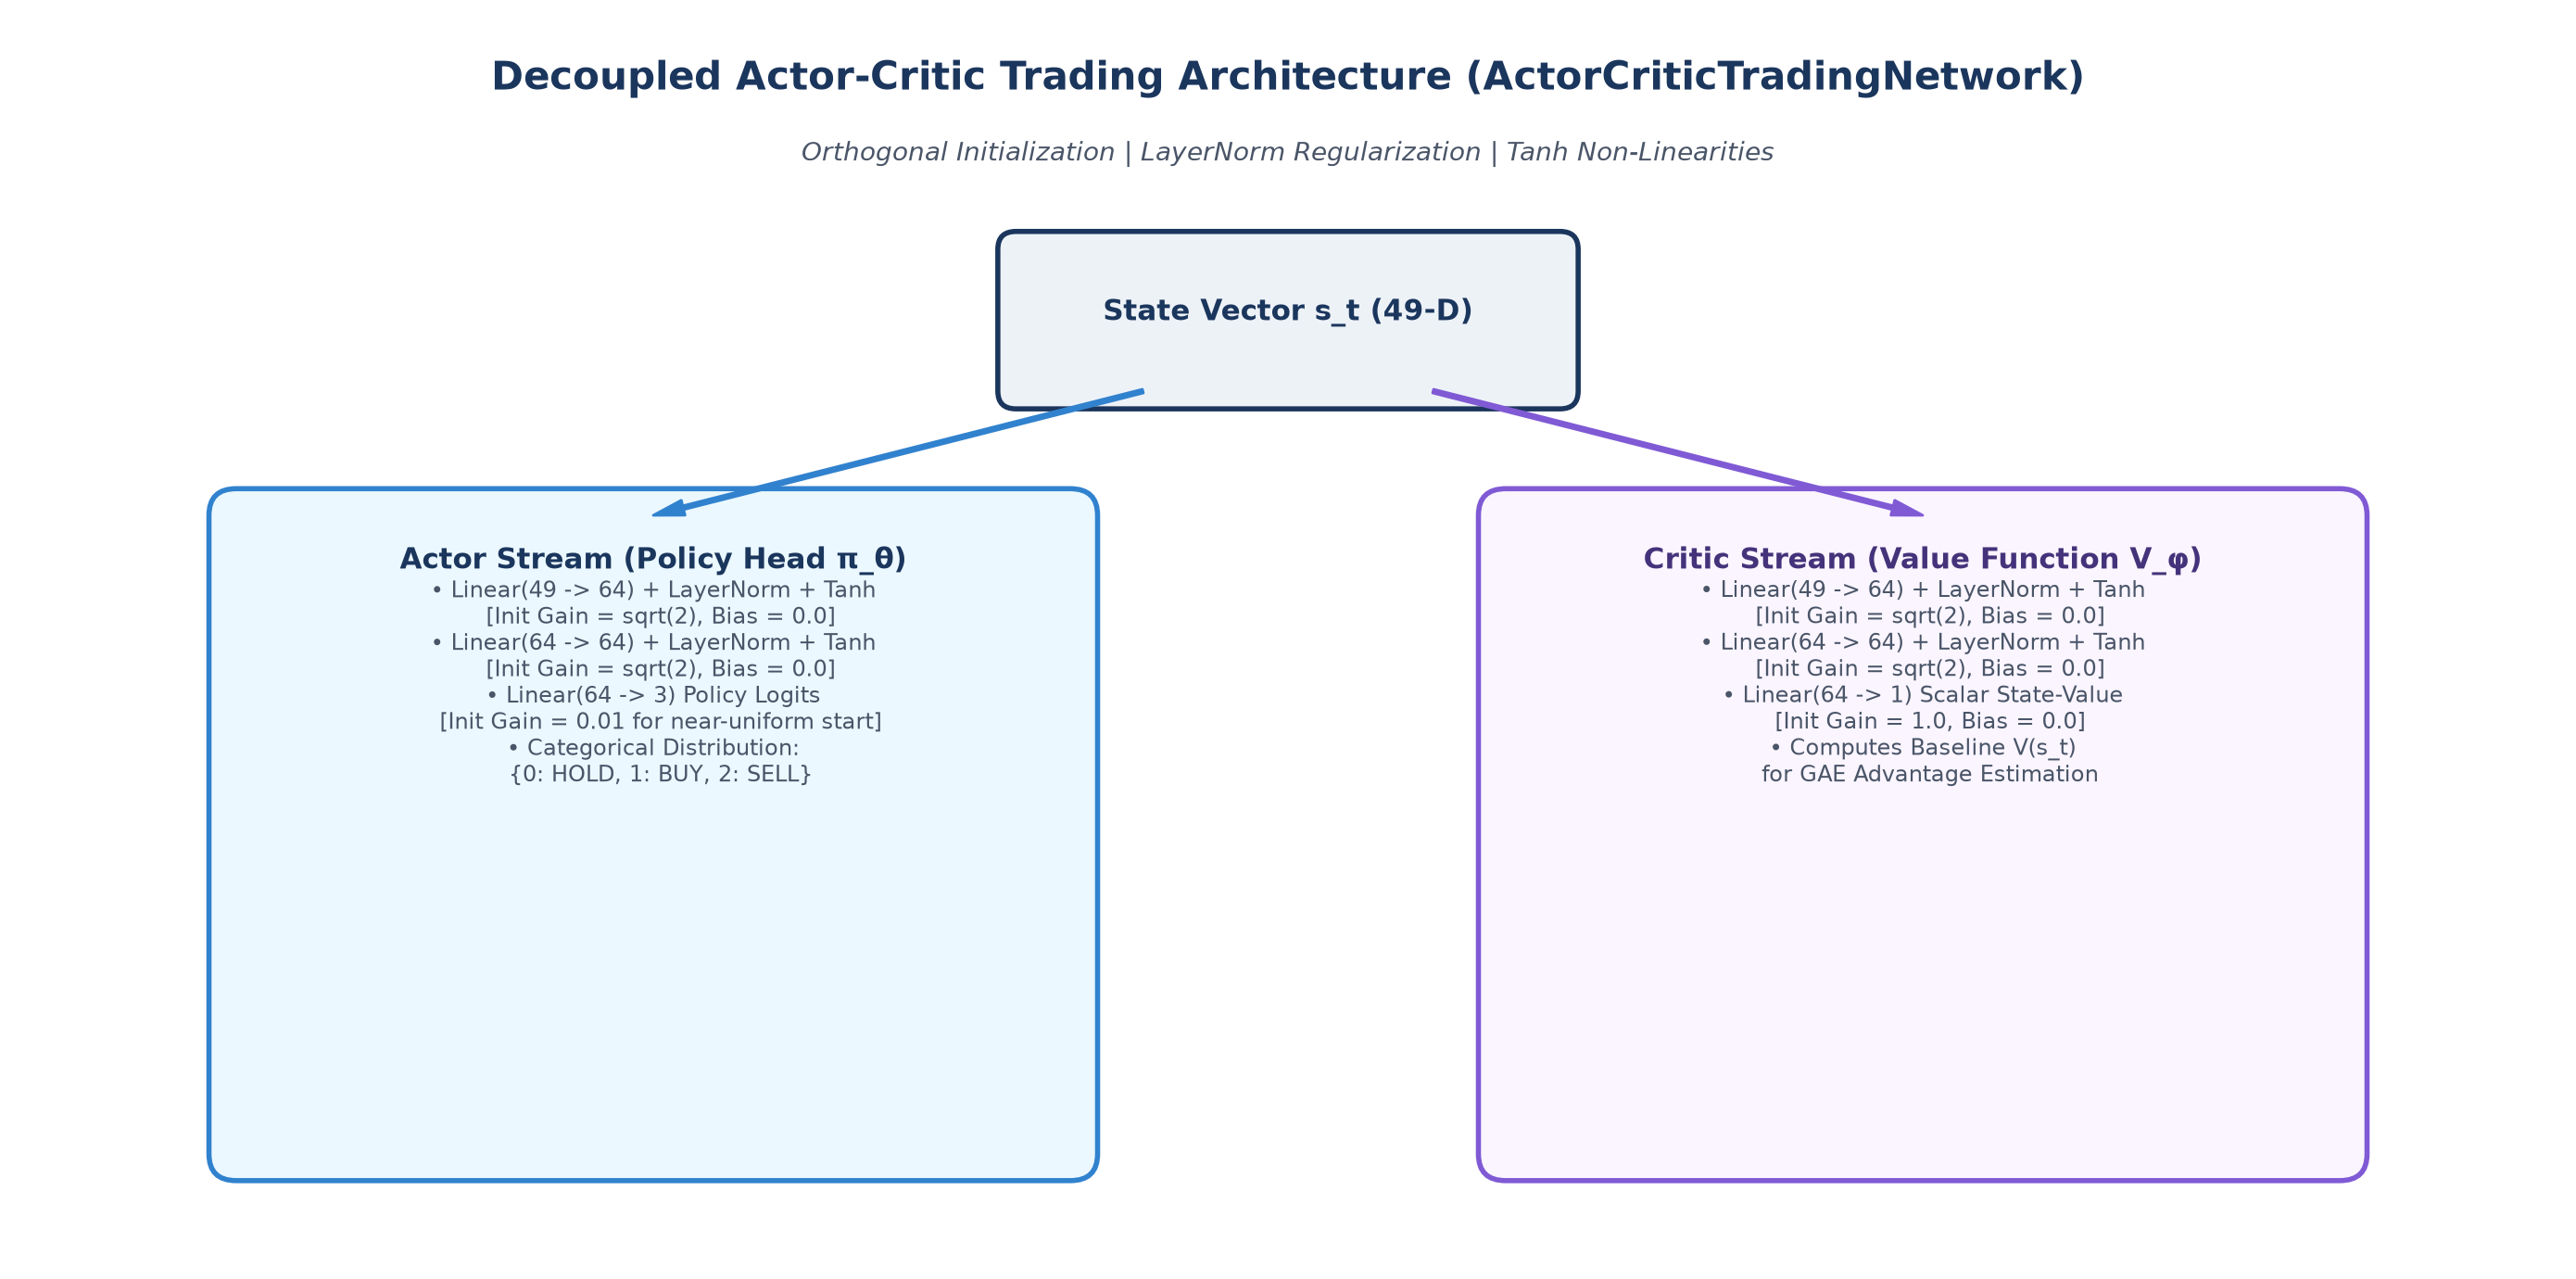 Decoupled Actor-Critic Trading Architecture (ActorCriticTradingNetwork)
Orthogonal Initialization | LayerNorm Regularization | Tanh Non-Linearities
State Vector s_t (49-D)
Actor Stream (Policy Head π_θ)
• Linear(49 -> 64) + LayerNorm + Tanh
[Init Gain = sqrt(2), Bias = 0.0]
• Linear(64 -> 64) + LayerNorm + Tanh
[Init Gain = sqrt(2), Bias = 0.0]
• Linear(64 -> 3) Policy Logits
[Init Gain = 0.01 for near-uniform start]
• Categorical Distribution:
{0: HOLD, 1: BUY, 2: SELL}
Critic Stream (Value Function V_φ)
• Linear(49 -> 64) + LayerNorm + Tanh
[Init Gain = sqrt(2), Bias = 0.0]
• Linear(64 -> 64) + LayerNorm + Tanh
[Init Gain = sqrt(2), Bias = 0.0]
• Linear(64 -> 1) Scalar State-Value
[Init Gain = 1.0, Bias = 0.0]
• Computes Baseline V(s_t)
for GAE Advantage Estimation